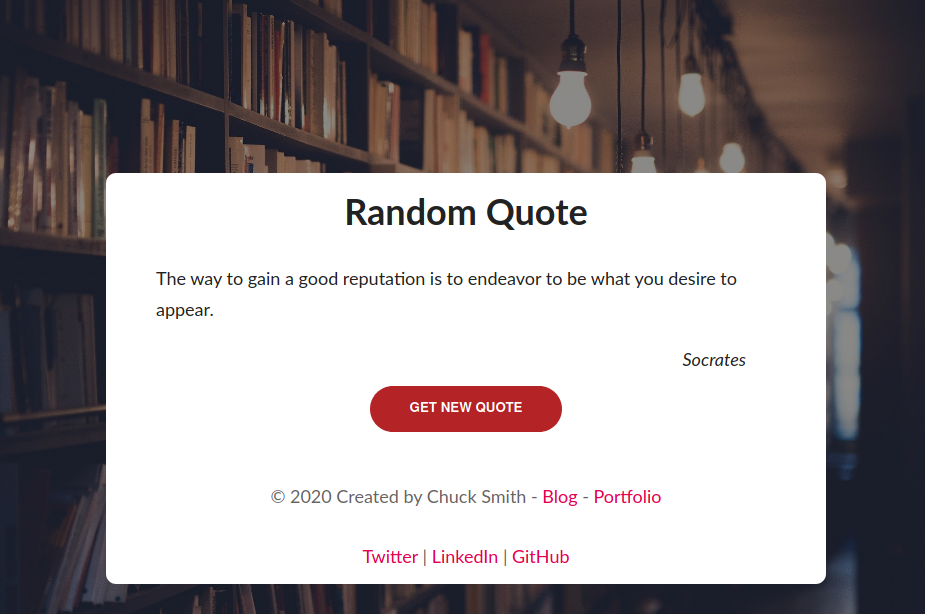 Random Quote
The way to gain a good reputation is to endeavor to be what you desire to
appear.
Socrates
GET NEW QUOTE
© 2020 Created by Chuck Smith - Blog - Portfolio
Twitter | LinkedIn | GitHub